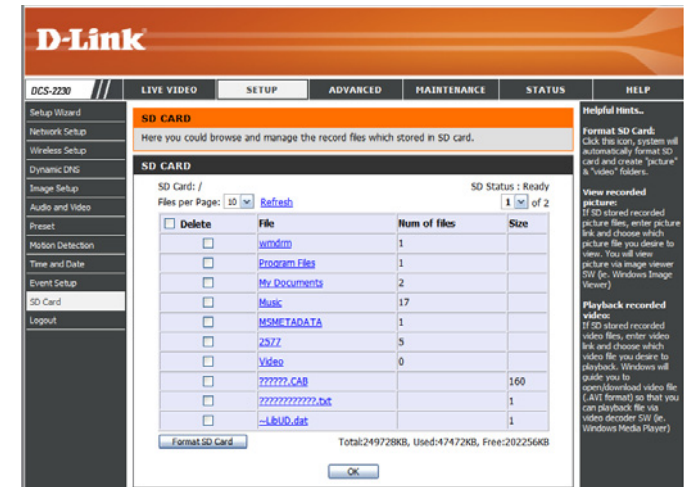 D-Link
DCS-2230 LIVE VIDEO SETUP ADVANCED MAINTENANCE STATUS HELP
Setup Wizard
Network Setup
Wireless Setup
Dynamic DNS
Image Setup
Audio and Video
Preset
Motion Detection
Time and Date
Event Setup
SD Card
Logout
SD CARD
Here you could browse and manage the record files which stored in SD card.
SD CARD
SD Card: / SD Status : Ready
Files per Page: 10 Refresh 1 of 2
Delete File Num of files Size
wmdrm 1
Program Files 1
My Documents 2
Music 17
MSMETADATA 1
2577 5
Video 0
??????.CAB 160
????????????.txt 1
~LibUD.dat 1
Format SD Card Total:249728KB, Used:47472KB, Free:202256KB
OK
Helpful Hints..
Format SD Card:
Click this icon, system will
automatically format SD
card and create "picture"
& "video" folders.
View recorded
picture:
If SD stored recorded
picture files, enter picture
link and choose which
picture file you desire to
view. You will view
picture via image viewer
SW (ie. Windows Image
Viewer)
Playback recorded
video:
If SD stored recorded
video files, enter video
link and choose which
video file you desire to
playback. Windows will
guide you to
open/download video file
(.AVI format) so that you
can playback file via
video decoder SW (ie.
Windows Media Player)